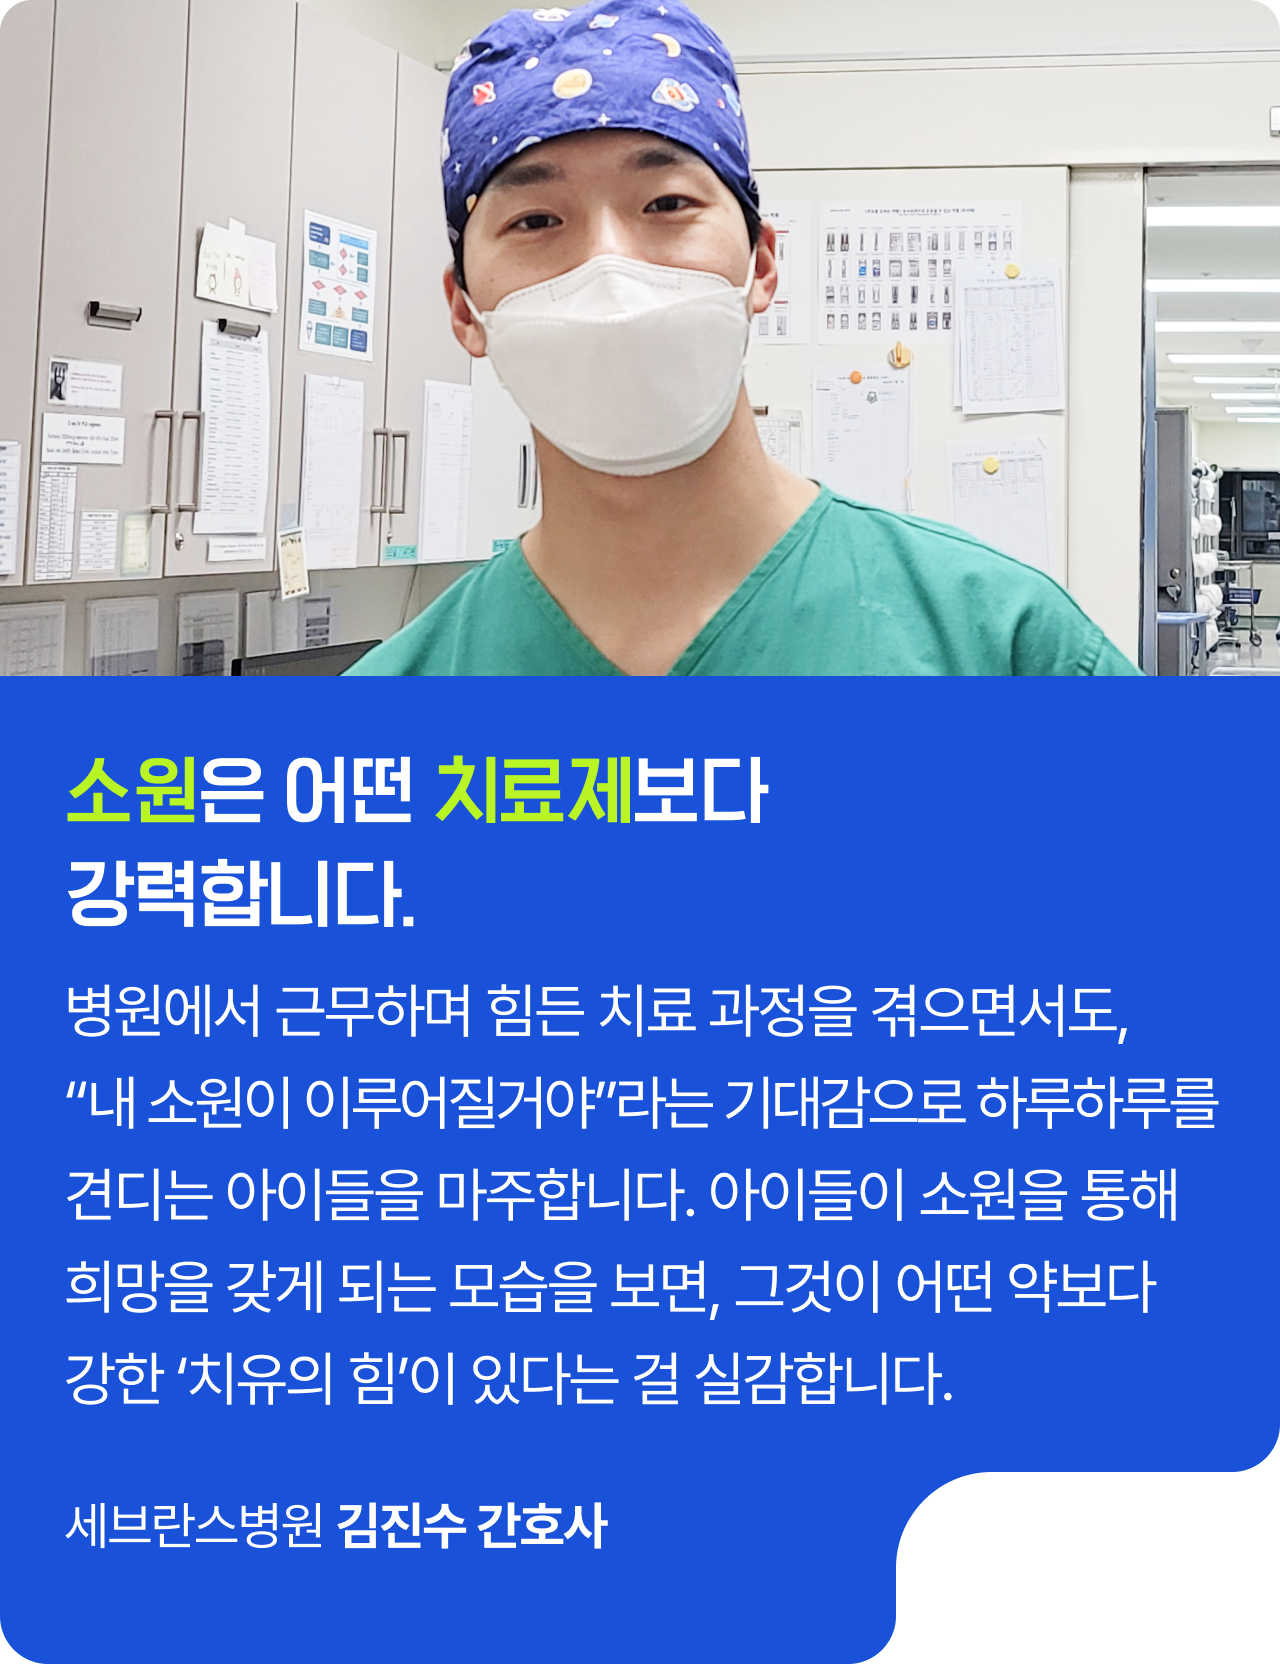 소원은 어떤 치료제보다
강력합니다.
병원에서 근무하며 힘든 치료 과정을 겪으면서도,
“내 소원이 이루어질거야”라는 기대감으로 하루하루를
견디는 아이들을 마주합니다. 아이들이 소원을 통해
희망을 갖게 되는 모습을 보면, 그것이 어떤 약보다
강한 ‘치유의 힘’이 있다는 걸 실감합니다.
세브란스병원 김진수 간호사